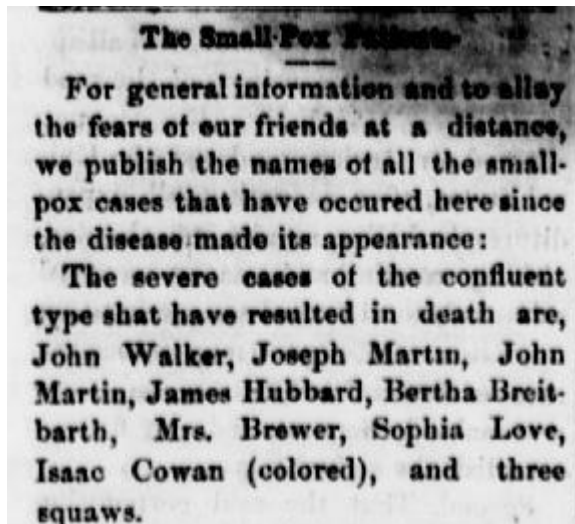 The Small-Pox Patients
For general information and to allay
the fears of our friends at a distance,
we publish the names of all the small-
pox cases that have occured here since
the disease made its appearance:
The severe cases of the confluent
type shat have resulted in death are,
John Walker, Joseph Martin, John
Martin, James Hubbard, Bertha Breit-
barth, Mrs. Brewer, Sophia Love,
Isaac Cowan (colored), and three
squaws.